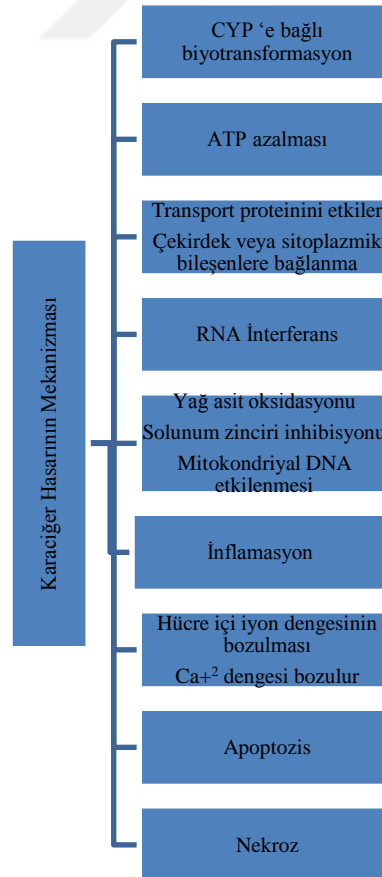 Karaciğer Hasarının Mekanizması
CYP ‘e bağlı
biyotransformasyon
ATP azalması
Transport proteinini etkiler
Çekirdek veya sitoplazmik
bileşenlere bağlanma
RNA İnterferans
Yağ asit oksidasyonu
Solunum zinciri inhibisyonu
Mitokondriyal DNA
etkilenmesi
İnflamasyon
Hücre içi iyon dengesinin
bozulması
Ca+² dengesi bozulur
Apoptozis
Nekroz